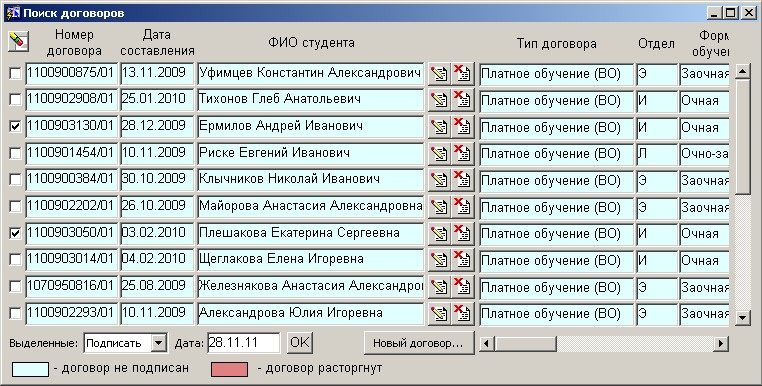 Поиск договоров
Номер договора Дата составления ФИО студента Тип договора Отдел Форм обучен
1100900875/01 13.11.2009 Уфимцев Константин Александрович Платное обучение (ВО) Э Заочная
1100902908/01 25.01.2010 Тихонов Глеб Анатольевич Платное обучение (ВО) И Очная
1100903130/01 28.12.2009 Ермилов Андрей Иванович Платное обучение (ВО) И Очная
1100901454/01 10.11.2009 Риске Евгений Иванович Платное обучение (ВО) Л Очно-за
1100900384/01 30.10.2009 Клычников Николай Иванович Платное обучение (ВО) Э Заочная
1100902202/01 26.10.2009 Майорова Анастасия Александровна Платное обучение (ВО) Э Заочная
1100903050/01 03.02.2010 Плешакова Екатерина Сергеевна Платное обучение (ВО) И Очная
1100903014/01 04.02.2010 Щеглакова Елена Игоревна Платное обучение (ВО) И Очная
1070950816/01 25.08.2009 Железнякова Анастасия Александро Платное обучение (ВО) Э Заочная
1100902293/01 10.11.2009 Александрова Юлия Игоревна Платное обучение (ВО) Э Заочная
Выделенные: Подписать Дата: 28.11.11 OK Новый договор...
- договор не подписан - договор расторгнут